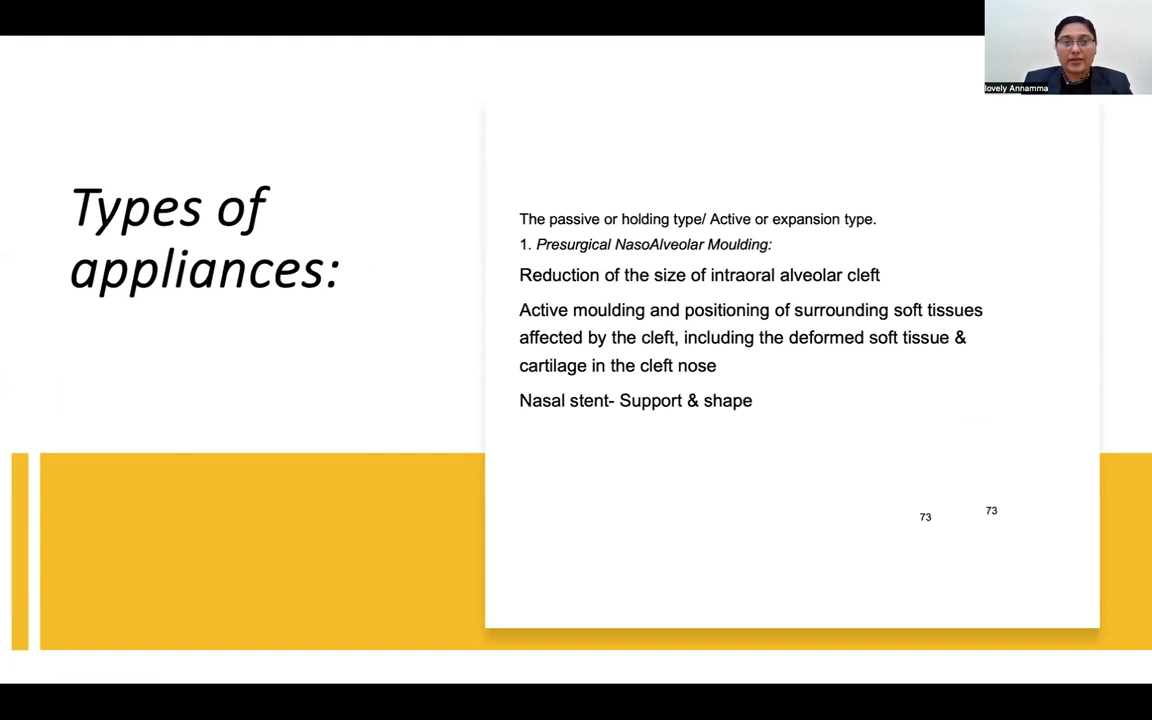 lovely Annamma
Types of
appliances:
The passive or holding type/ Active or expansion type.
1. Presurgical NasoAlveolar Moulding:
Reduction of the size of intraoral alveolar cleft
Active moulding and positioning of surrounding soft tissues
affected by the cleft, including the deformed soft tissue &
cartilage in the cleft nose
Nasal stent- Support & shape
73
73